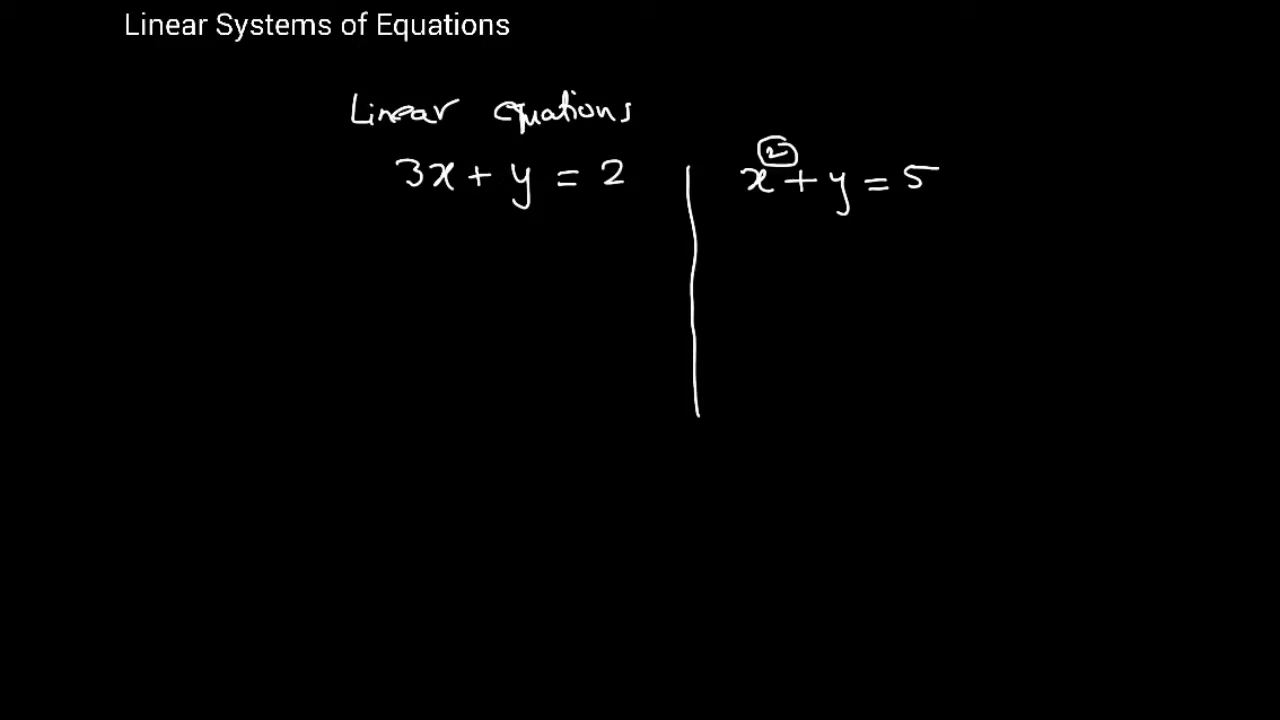 Linear Systems of Equations
Linear equations
3x + y = 2
x² + y = 5